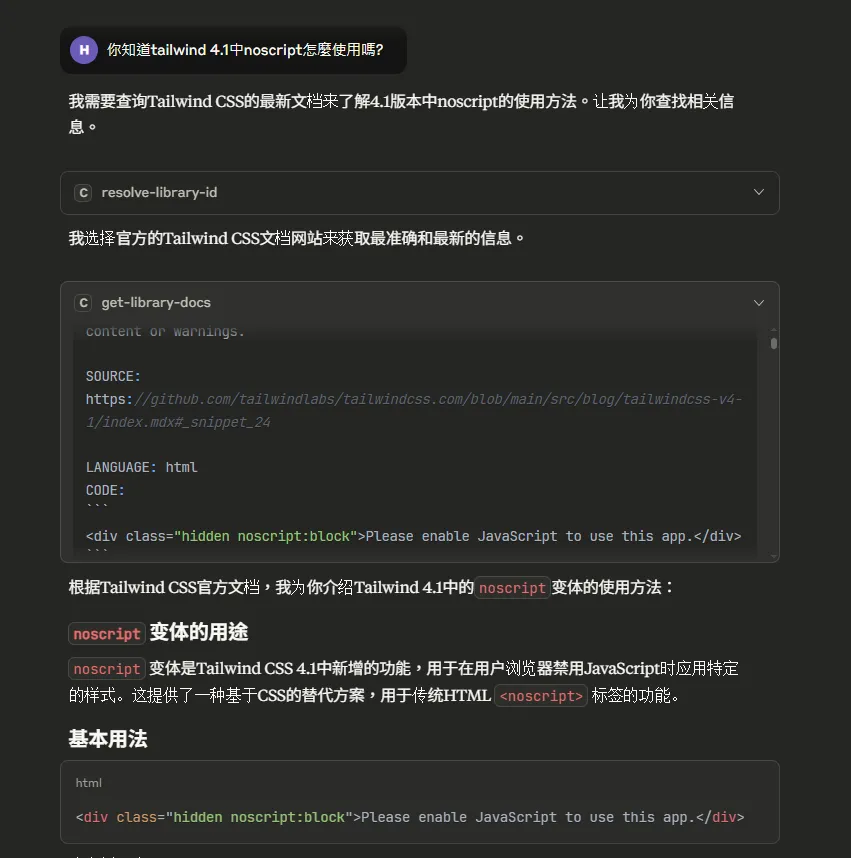 H 你知道tailwind 4.1中noscript怎麼使用嗎?
我需要查询Tailwind CSS的最新文档来了解4.1版本中noscript的使用方法。让我为你查找相关信
息。
C resolve-library-id
我选择官方的Tailwind CSS文档网站来获取最准确和最新的信息。
C get-library-docs
content or warnings.
SOURCE:
https://github.com/tailwindlabs/tailwindcss.com/blob/main/src/blog/tailwindcss-v4-
1/index.mdx#_snippet_24
LANGUAGE: html
CODE:
```
<div class="hidden noscript:block">Please enable JavaScript to use this app.</div>
```
根据Tailwind CSS官方文档，我为你介绍Tailwind 4.1中的 noscript 变体的使用方法：
noscript 变体的用途
noscript 变体是Tailwind CSS 4.1中新增的功能，用于在用户浏览器禁用JavaScript时应用特定
的样式。这提供了一种基于CSS的替代方案，用于传统HTML <noscript> 标签的功能。
基本用法
html
<div class="hidden noscript:block">Please enable JavaScript to use this app.</div>